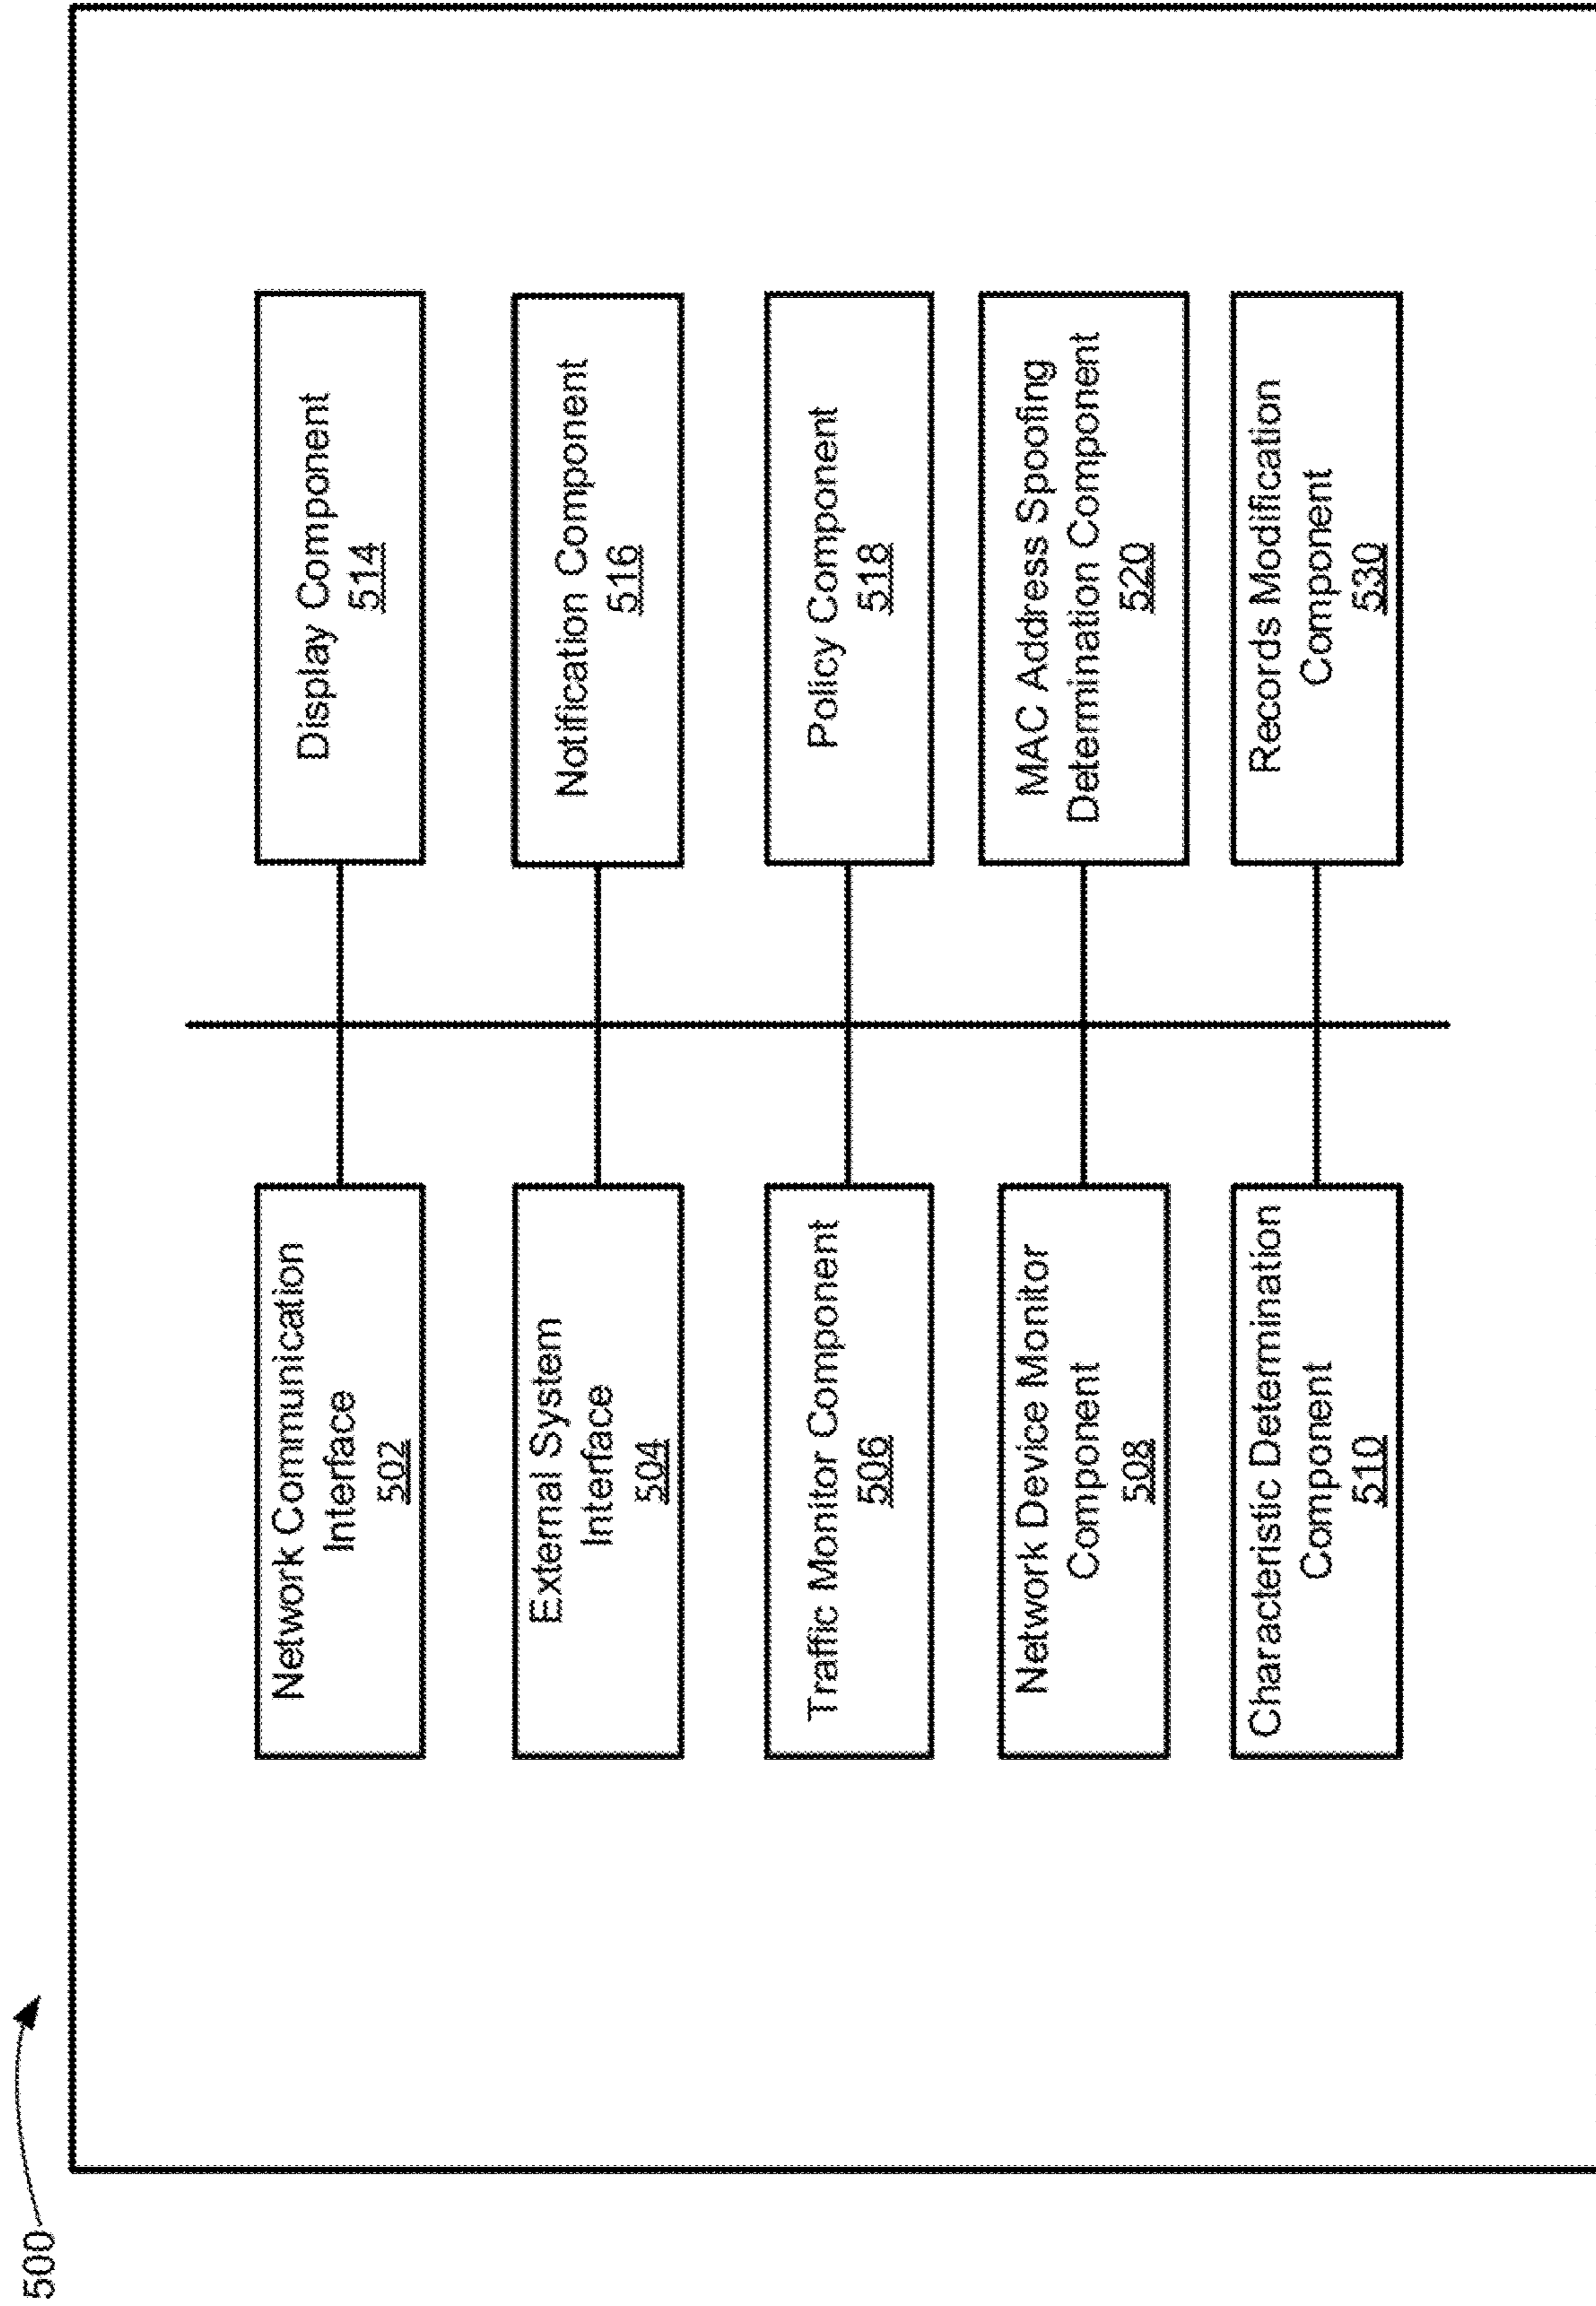 500
Network Communication
Interface
502
External System
Interface
504
Traffic Monitor Component
506
Network Device Monitor
Component
508
Characteristic Determination
Component
510
Display Component
514
Notification Component
516
Policy Component
518
MAC Address Spoofing
Determination Component
520
Records Modification
Component
530